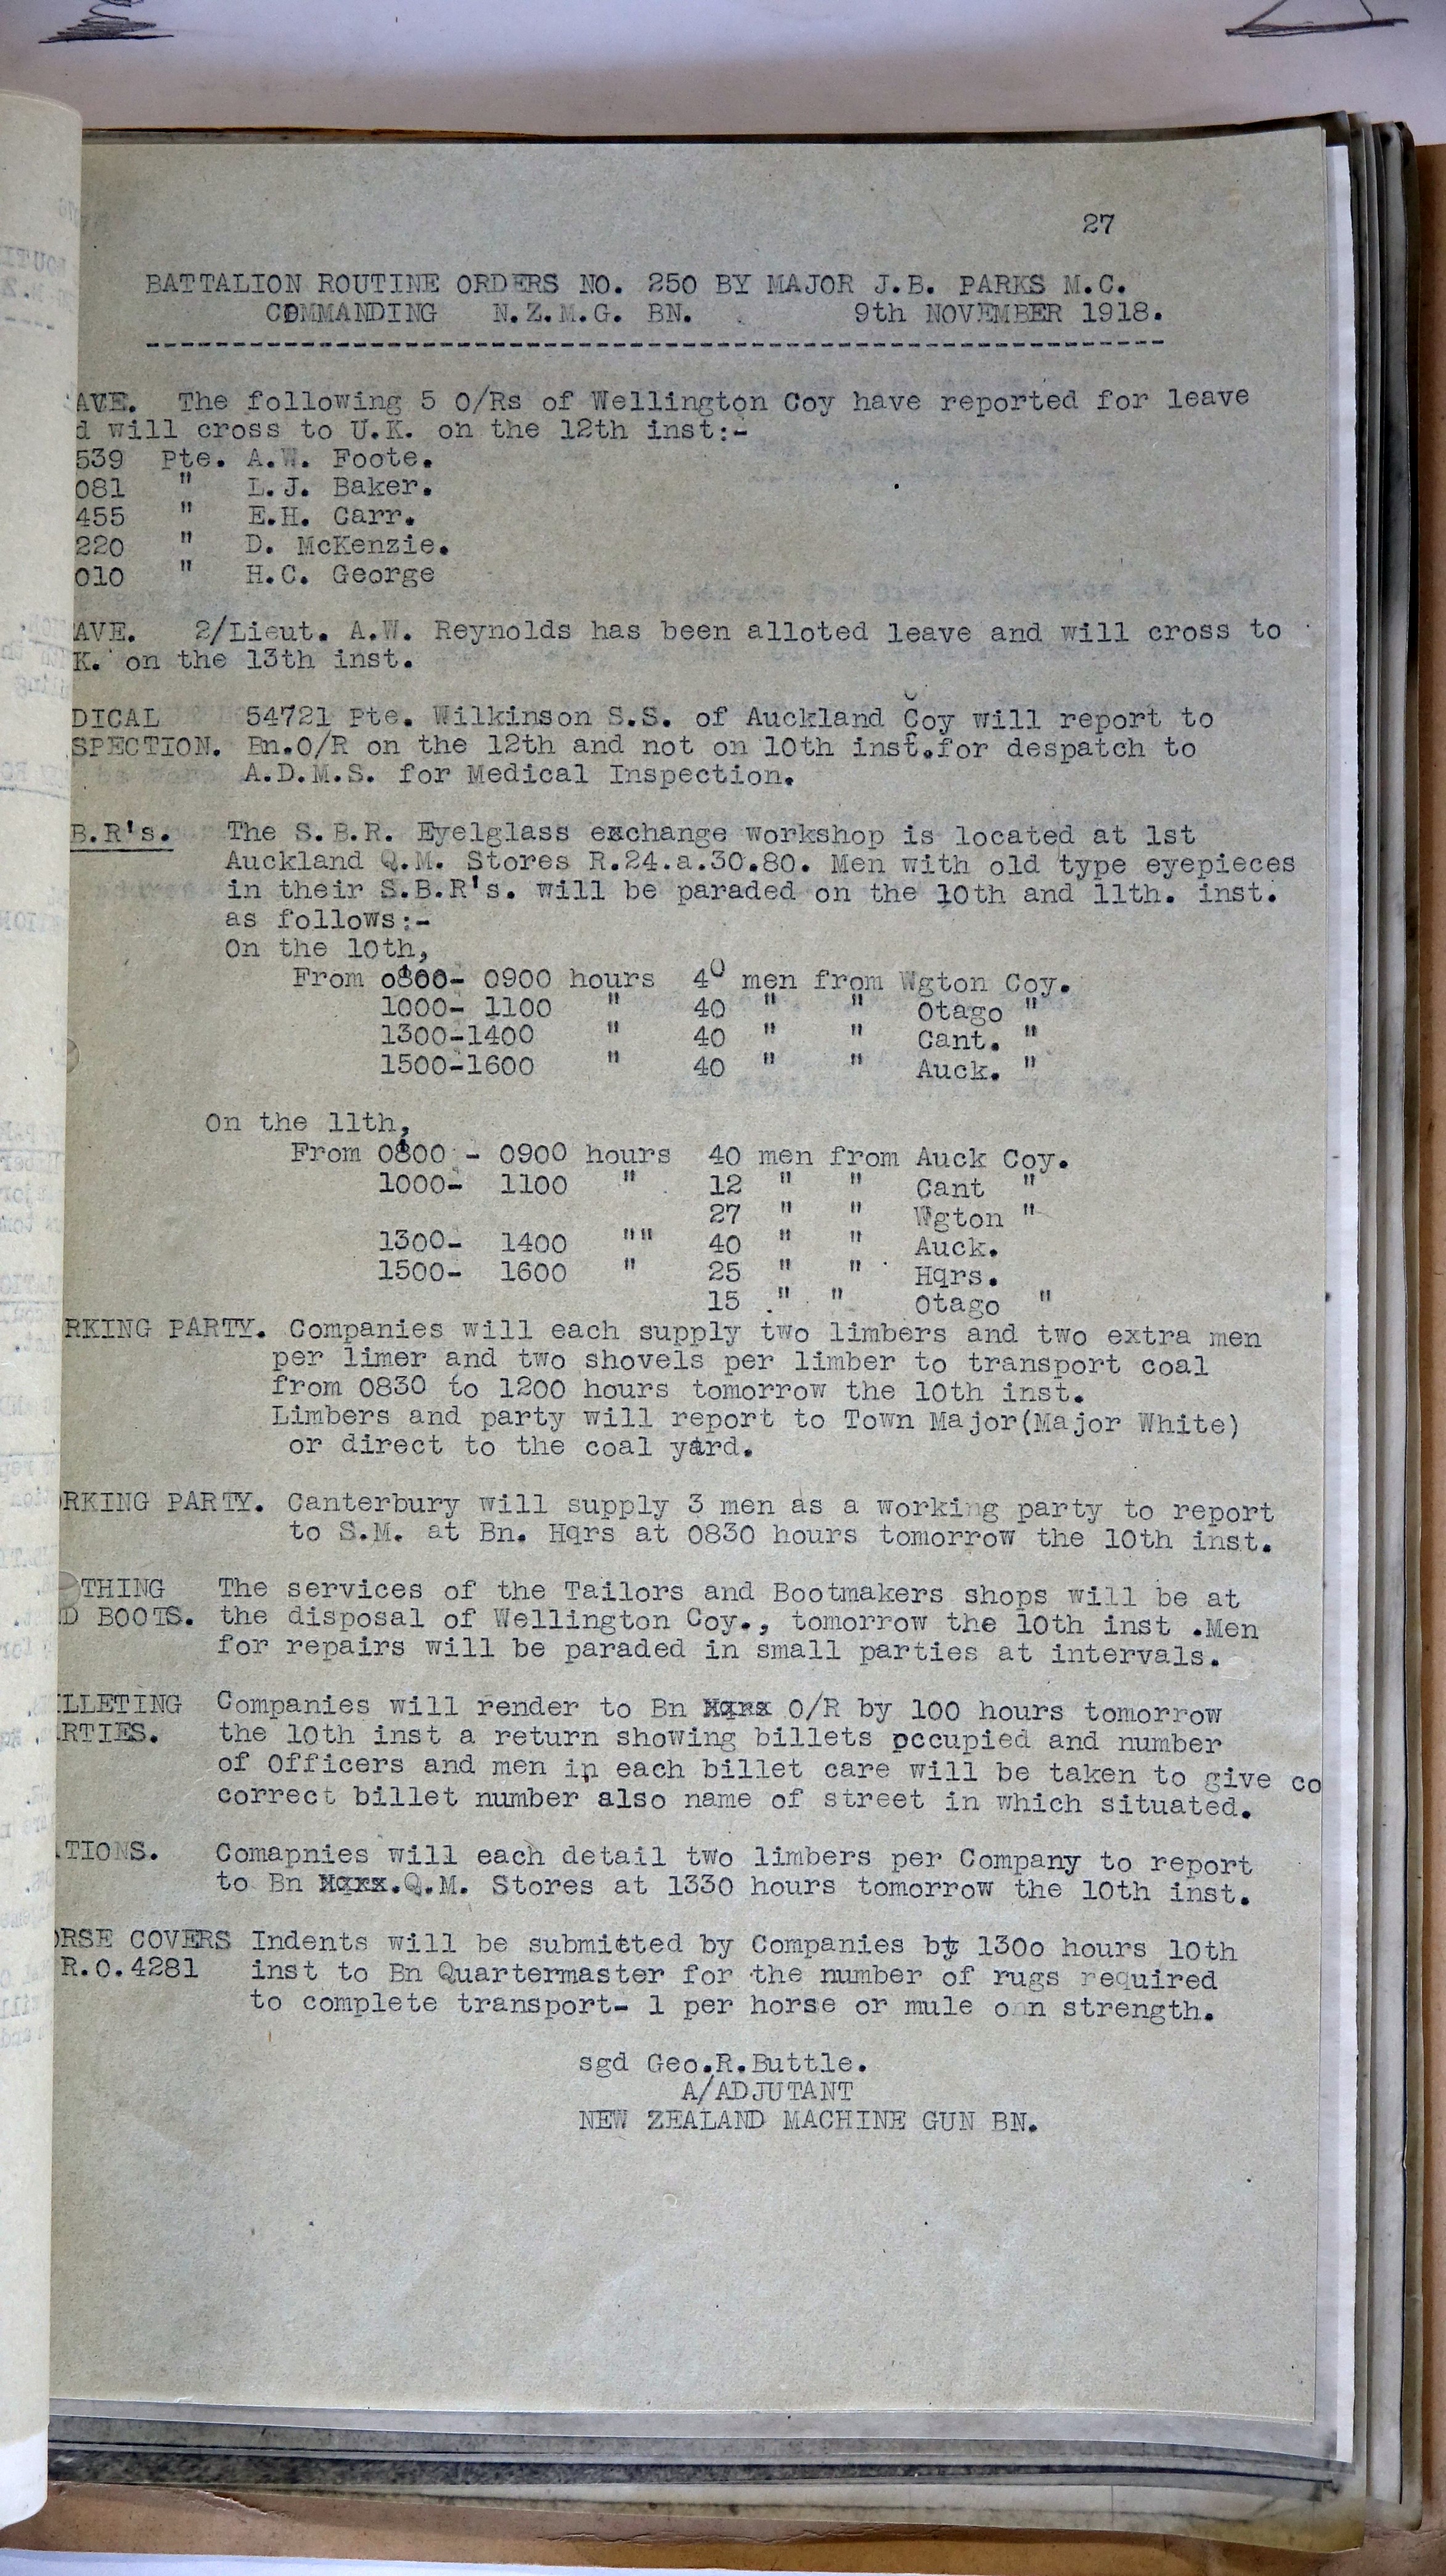 27
BATTALION ROUTINE ORDERS NO. 250 BY MAJOR J.B. PARKS M.C.
COMMANDING N.Z.M.G. BN. 9th NOVEMBER 1918.
AVE. The following 5 O/Rs of Wellington Coy have reported for leave
d will cross to U.K. on the 12th inst:-
539 Pte. A.W. Foote.
081 " L.J. Baker.
455 " E.H. Carr.
220 " D. McKenzie.
010 " H.C. George
AVE. 2/Lieut. A.W. Reynolds has been alloted leave and will cross to
K. on the 13th inst.
DICAL 54721 Pte. Wilkinson S.S. of Auckland Coy will report to
SPECTION. Bn.O/R on the 12th and not on 10th inst.for despatch to
A.D.M.S. for Medical Inspection.
B.R's. The S.B.R. Eyelglass exchange workshop is located at 1st
Auckland Q.M. Stores R.24.a.30.80. Men with old type eyepieces
in their S.B.R's. will be paraded on the 10th and 11th. inst.
as follows:-
On the 10th,
From 0800- 0900 hours 40 men from Wgton Coy.
1000- 1100 " 40 " " Otago "
1300-1400 " 40 " " Cant. "
1500-1600 " 40 " " Auck. "
On the 11th,
From 0800 - 0900 hours 40 men from Auck Coy.
1000- 1100 " 12 " " Cant "
27 " " Wgton "
1300- 1400 "" 40 " " Auck.
1500- 1600 " 25 " " Hqrs.
15 " " Otago "
RKING PARTY. Companies will each supply two limbers and two extra men
per limer and two shovels per limber to transport coal
from 0830 to 1200 hours tomorrow the 10th inst.
Limbers and party will report to Town Major(Major White)
or direct to the coal yard.
RKING PARTY. Canterbury will supply 3 men as a working party to report
to S.M. at Bn. Hqrs at 0830 hours tomorrow the 10th inst.
THING The services of the Tailors and Bootmakers shops will be at
D BOOTS. the disposal of Wellington Coy., tomorrow the 10th inst .Men
for repairs will be paraded in small parties at intervals.
LLETING Companies will render to Bn Hqrs O/R by 100 hours tomorrow
RTIES. the 10th inst a return showing billets occupied and number
of Officers and men in each billet care will be taken to give co
correct billet number also name of street in which situated.
TIONS. Comapnies will each detail two limbers per Company to report
to Bn Hqrs.Q.M. Stores at 1330 hours tomorrow the 10th inst.
ORSE COVERS Indents will be submitted by Companies by 1300 hours 10th
R.O.4281 inst to Bn Quartermaster for the number of rugs required
to complete transport- 1 per horse or mule o n strength.
sgd Geo.R.Buttle.
A/ADJUTANT
NEW ZEALAND MACHINE GUN BN.